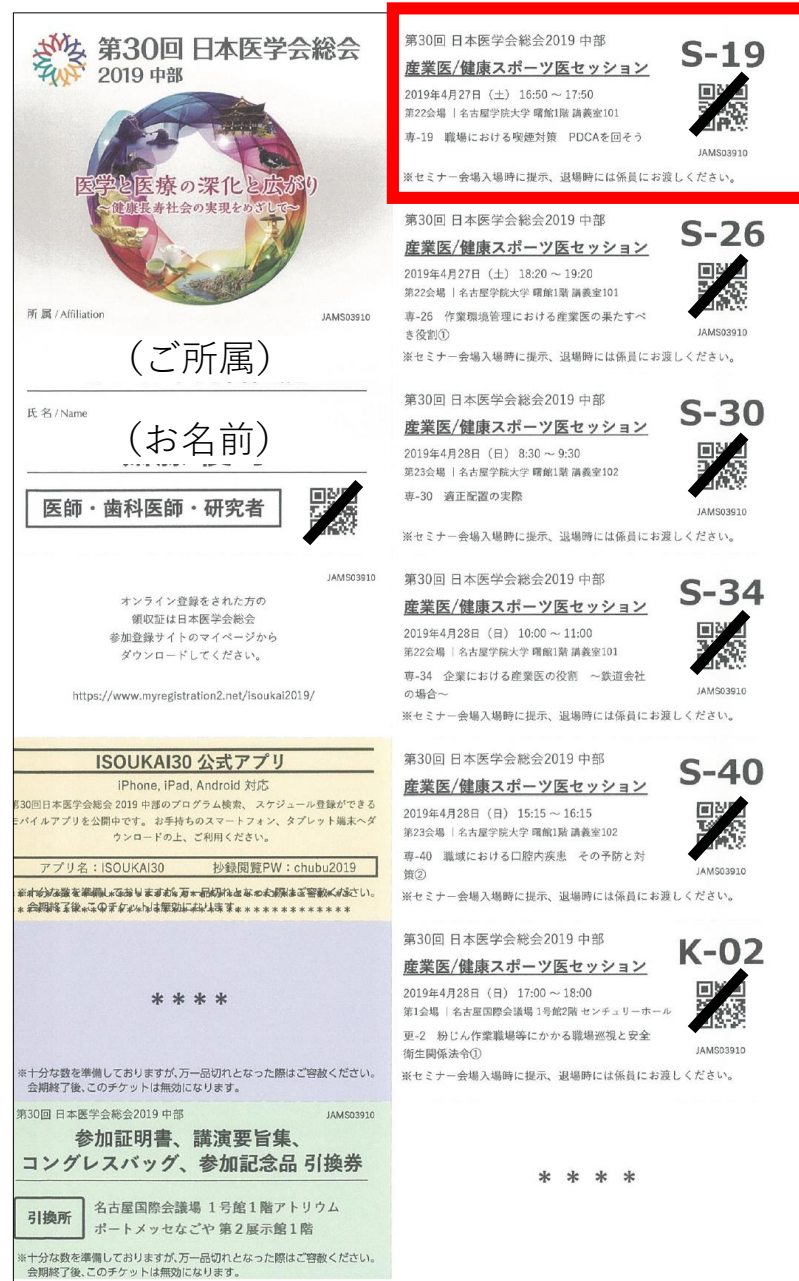 第30回 日本医学会総会
2019 中部
医学と医療の深化と広がり
～健康長寿社会の実現をめざして～
所 属 / Affiliation
JAMS03910
（ご所属）
氏 名 / Name
（お名前）
医師・歯科医師・研究者
JAMS03910
オンライン登録をされた方の
領収証は日本医学会総会
参加登録サイトのマイページから
ダウンロードしてください。
https://www.myregistration2.net/isoukai2019/
ISOUKAI30 公式アプリ
iPhone, iPad, Android 対応
第30回日本医学会総会 2019 中部のプログラム検索、 スケジュール登録ができる
モバイルアプリを公開中です。 お手持ちのスマートフォン、タブレット端末へダ
ウンロードの上、ご利用ください。
アプリ名：ISOUKAI30 抄録閲覧PW：chubu2019
※十分な数を準備しておりますが、万一品切れとなった際はご容赦ください。
会期終了後、このチケットは無効になります。
＊＊＊＊
※十分な数を準備しておりますが、万一品切れとなった際はご容赦ください。
会期終了後、このチケットは無効になります。
第30回 日本医学会総会2019 中部
JAMS03910
参加証明書、講演要旨集、
コングレスバッグ、参加記念品 引換券
引換所
名古屋国際会議場 １号館１階アトリウム
ポートメッセなごや 第２展示館１階
※十分な数を準備しておりますが、万一品切れとなった際はご容赦ください。
会期終了後、このチケットは無効になります。
第30回 日本医学会総会2019 中部
S-19
産業医/健康スポーツ医セッション
2019年4月27日（土） 16:50 ～ 17:50
第22会場 ｜名古屋学院大学 曙館1階 講義室101
専-19 職場における喫煙対策 PDCAを回そう
JAMS03910
※セミナー会場入場時に提示、退場時には係員にお渡しください。
第30回 日本医学会総会2019 中部
S-26
産業医/健康スポーツ医セッション
2019年4月27日（土） 18:20 ～ 19:20
第22会場 ｜名古屋学院大学 曙館1階 講義室101
専-26 作業環境管理における産業医の果たすべ
き役割①
JAMS03910
※セミナー会場入場時に提示、退場時には係員にお渡しください。
第30回 日本医学会総会2019 中部
S-30
産業医/健康スポーツ医セッション
2019年4月28日（日） 8:30 ～ 9:30
第23会場 ｜名古屋学院大学 曙館1階 講義室102
専-30 適正配置の実際
JAMS03910
※セミナー会場入場時に提示、退場時には係員にお渡しください。
第30回 日本医学会総会2019 中部
S-34
産業医/健康スポーツ医セッション
2019年4月28日（日） 10:00 ～ 11:00
第22会場 ｜名古屋学院大学 曙館1階 講義室101
専-34 企業における産業医の役割 ～鉄道会社
の場合～
JAMS03910
※セミナー会場入場時に提示、退場時には係員にお渡しください。
第30回 日本医学会総会2019 中部
S-40
産業医/健康スポーツ医セッション
2019年4月28日（日） 15:15 ～ 16:15
第23会場 ｜名古屋学院大学 曙館1階 講義室102
専-40 職域における口腔内疾患 その予防と対
策②
JAMS03910
※セミナー会場入場時に提示、退場時には係員にお渡しください。
第30回 日本医学会総会2019 中部
K-02
産業医/健康スポーツ医セッション
2019年4月28日（日） 17:00 ～ 18:00
第1会場 ｜名古屋国際会議場 1号館2階 センチュリーホール
更-2 粉じん作業職場等にかかる職場巡視と安全
衛生関係法令①
JAMS03910
※セミナー会場入場時に提示、退場時には係員にお渡しください。
＊＊＊＊